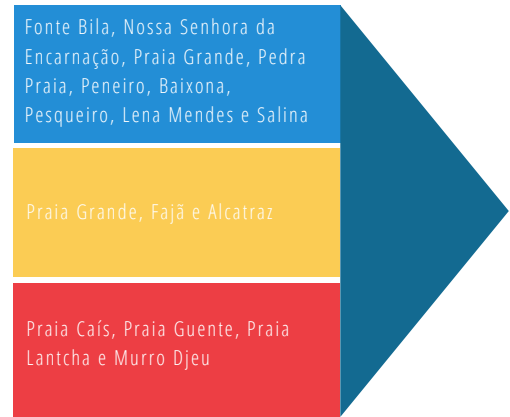 Fonte Bila, Nossa Senhora da
Encarnação, Praia Grande, Pedra
Praia, Peneiro, Baixona,
Pesqueiro, Lena Mendes e Salina
Praia Grande, Fajã e Alcatraz
Praia Caís, Praia Guente, Praia
Lantcha e Murro Djeu